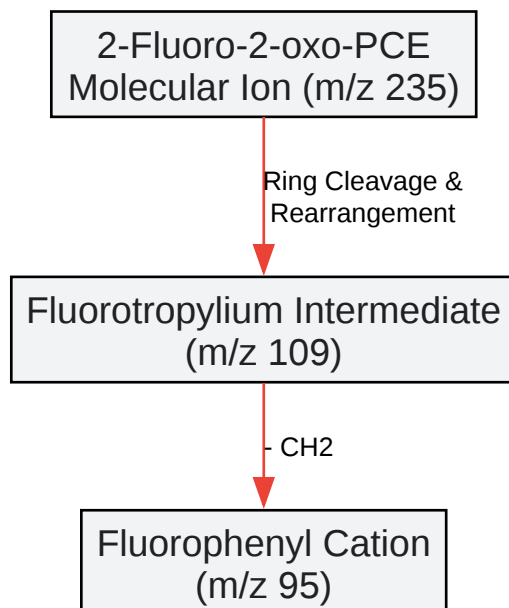 2-Fluoro-2-oxo-PCE
Molecular Ion (m/z 235)
Ring Cleavage &
Rearrangement
Fluorotropylium Intermediate
(m/z 109)
- CH2
Fluorophenyl Cation
(m/z 95)